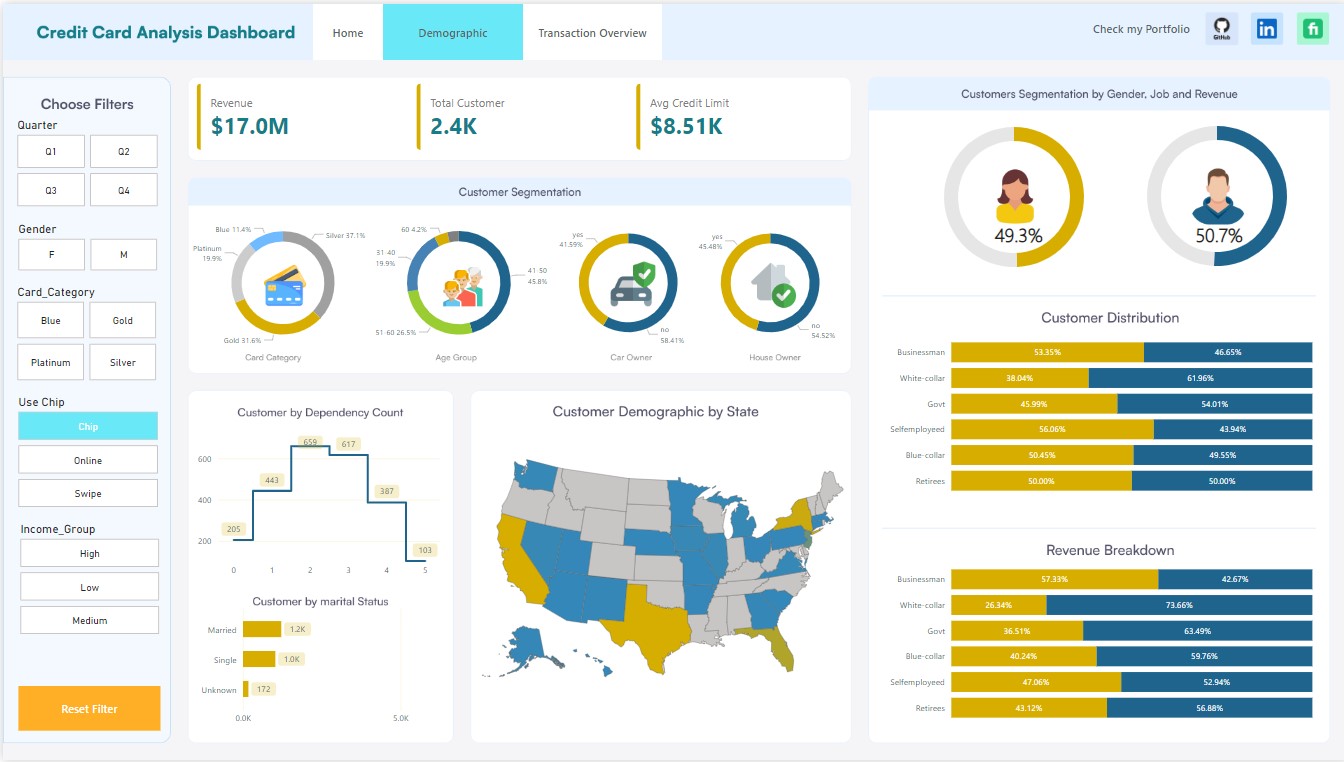 Credit Card Analysis Dashboard
Home
Demographic
Transaction Overview
Check my Portfolio
GitHub
in
fi
Choose Filters
Quarter
Q1
Q2
Q3
Q4
Gender
F
M
Card_Category
Blue
Gold
Platinum
Silver
Use Chip
Chip
Online
Swipe
Income_Group
High
Low
Medium
Reset Filter
Revenue
$17.0M
Total Customer
2.4K
Avg Credit Limit
$8.51K
Customer Segmentation
Blue 11.4%
Silver 37.1%
Platinum
19.9%
Gold 31.6%
Card Category
60 4.2%
31-40
19.9%
41-50
45.8%
51-60 26.5%
Age Group
yes
41.59%
no
58.41%
Car Owner
yes
45.48%
no
54.52%
House Owner
Customer by Dependency Count
600
400
200
205
443
659
617
387
103
0
1
2
3
4
5
Customer by marital Status
Married
1.2K
Single
1.0K
Unknown
172
0.0K
5.0K
Customer Demographic by State
Customers Segmentation by Gender, Job and Revenue
49.3%
50.7%
Customer Distribution
Businessman 53.35% 46.65%
White-collar 38.04% 61.96%
Govt 45.99% 54.01%
Selfemployeed 56.06% 43.94%
Blue-collar 50.45% 49.55%
Retirees 50.00% 50.00%
Revenue Breakdown
Businessman 57.33% 42.67%
White-collar 26.34% 73.66%
Govt 36.51% 63.49%
Blue-collar 40.24% 59.76%
Selfemployeed 47.06% 52.94%
Retirees 43.12% 56.88%